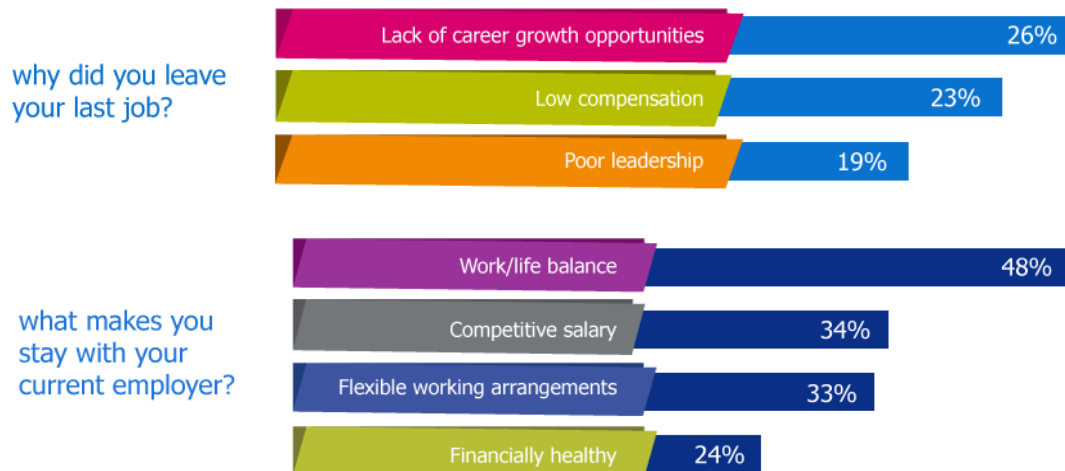 why did you leave
your last job?
Lack of career growth opportunities 26%
Low compensation 23%
Poor leadership 19%
what makes you
stay with your
current employer?
Work/life balance 48%
Competitive salary 34%
Flexible working arrangements 33%
Financially healthy 24%